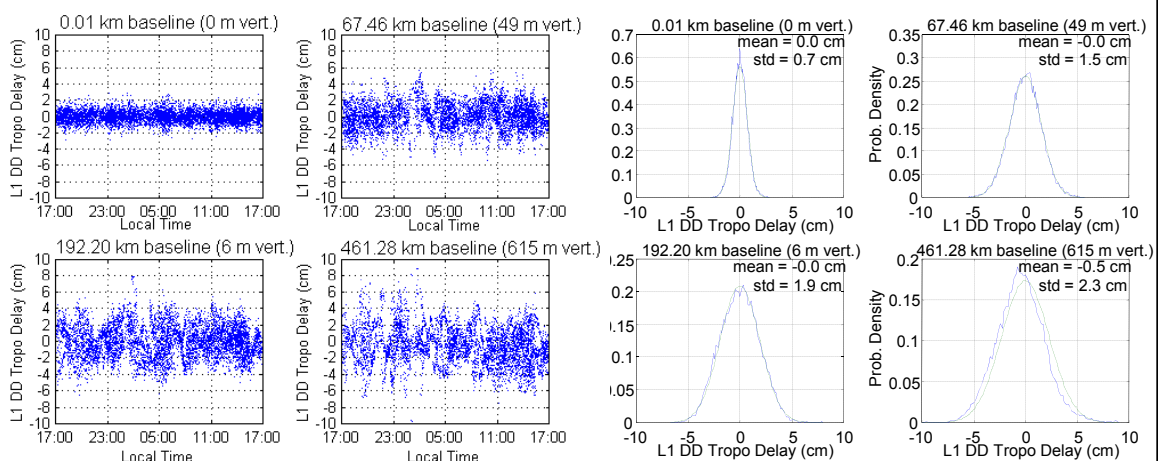 0.01 km baseline (0 m vert.)
L1 DD Tropo Delay (cm)
10
8
6
4
2
0
-2
-4
-6
-8
-10
17:00 23:00 05:00 11:00 17:00
Local Time
67.46 km baseline (49 m vert.)
L1 DD Tropo Delay (cm)
10
8
6
4
2
0
-2
-4
-6
-8
-10
17:00 23:00 05:00 11:00 17:00
Local Time
0.01 km baseline (0 m vert.)
mean = 0.0 cm
std = 0.7 cm
0.7
0.6
0.5
0.4
0.3
0.2
0.1
0
-10 -5 0 5 10
L1 DD Tropo Delay (cm)
67.46 km baseline (49 m vert.)
mean = -0.0 cm
std = 1.5 cm
Prob. Density
0.35
0.3
0.25
0.2
0.15
0.1
0.05
0
-10 -5 0 5 10
L1 DD Tropo Delay (cm)
192.20 km baseline (6 m vert.)
L1 DD Tropo Delay (cm)
10
8
6
4
2
0
-2
-4
-6
-8
10
17:00 23:00 05:00 11:00 17:00
Local Time
461.28 km baseline (615 m vert.)
L1 DD Tropo Delay (cm)
10
8
6
4
2
0
-2
-4
-6
-8
10
17:00 23:00 05:00 11:00 17:00
Local Time
192.20 km baseline (6 m vert.)
mean = -0.0 cm
std = 1.9 cm
.25
0.2
.15
0.1
.05
0
-10 -5 0 5 10
L1 DD Tropo Delay (cm)
461.28 km baseline (615 m vert.)
mean = -0.5 cm
std = 2.3 cm
Prob. Density
0.2
0.15
0.1
0.05
0
-10 -5 0 5 10
L1 DD Tropo Delay (cm)